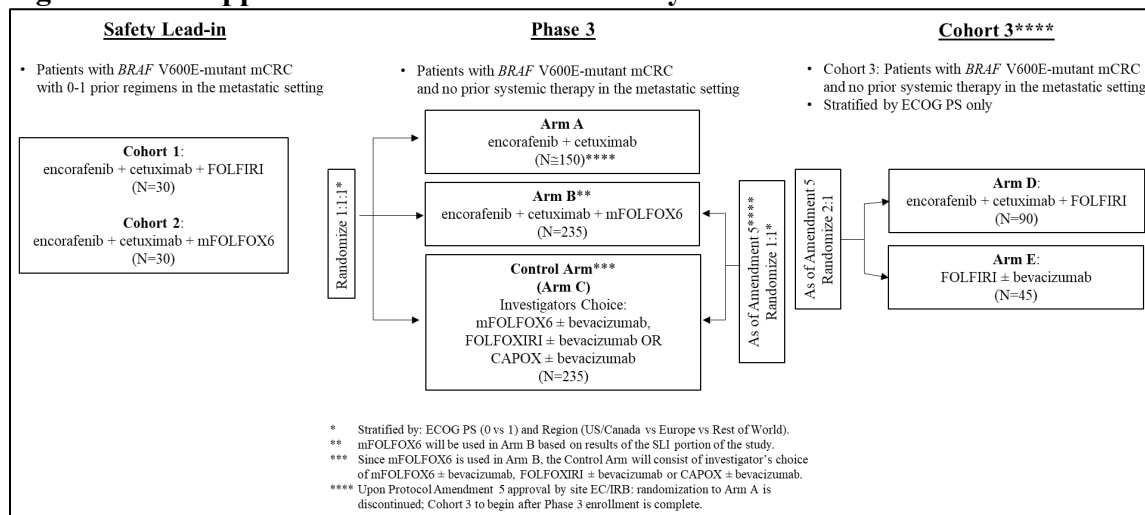 Safety Lead-in
• Patients with BRAF V600E-mutant mCRC
with 0-1 prior regimens in the metastatic setting
Cohort 1:
encorafenib + cetuximab + FOLFIRI
(N=30)
Cohort 2:
encorafenib + cetuximab + mFOLFOX6
(N=30)
Phase 3
• Patients with BRAF V600E-mutant mCRC
and no prior systemic therapy in the metastatic setting
Randomize 1:1:1*
Arm A
encorafenib + cetuximab
(N≅150)****
Arm B**
encorafenib + cetuximab + mFOLFOX6
(N=235)
Control Arm***
(Arm C)
Investigators Choice:
mFOLFOX6 ± bevacizumab,
FOLFOXIRI ± bevacizumab OR
CAPOX ± bevacizumab
(N=235)
As of Amendment 5****
Randomize 1:1*
Cohort 3****
• Cohort 3: Patients with BRAF V600E-mutant mCRC
and no prior systemic therapy in the metastatic setting
• Stratified by ECOG PS only
As of Amendment 5
Randomize 2:1
Arm D:
encorafenib + cetuximab + FOLFIRI
(N=90)
Arm E:
FOLFIRI ± bevacizumab
(N=45)
* Stratified by: ECOG PS (0 vs 1) and Region (US/Canada vs Europe vs Rest of World).
** mFOLFOX6 will be used in Arm B based on results of the SLI portion of the study.
*** Since mFOLFOX6 is used in Arm B, the Control Arm will consist of investigator's choice
of mFOLFOX6 ± bevacizumab, FOLFOXIRI ± bevacizumab or CAPOX ± bevacizumab.
**** Upon Protocol Amendment 5 approval by site EC/IRB: randomization to Arm A is
discontinued; Cohort 3 to begin after Phase 3 enrollment is complete.